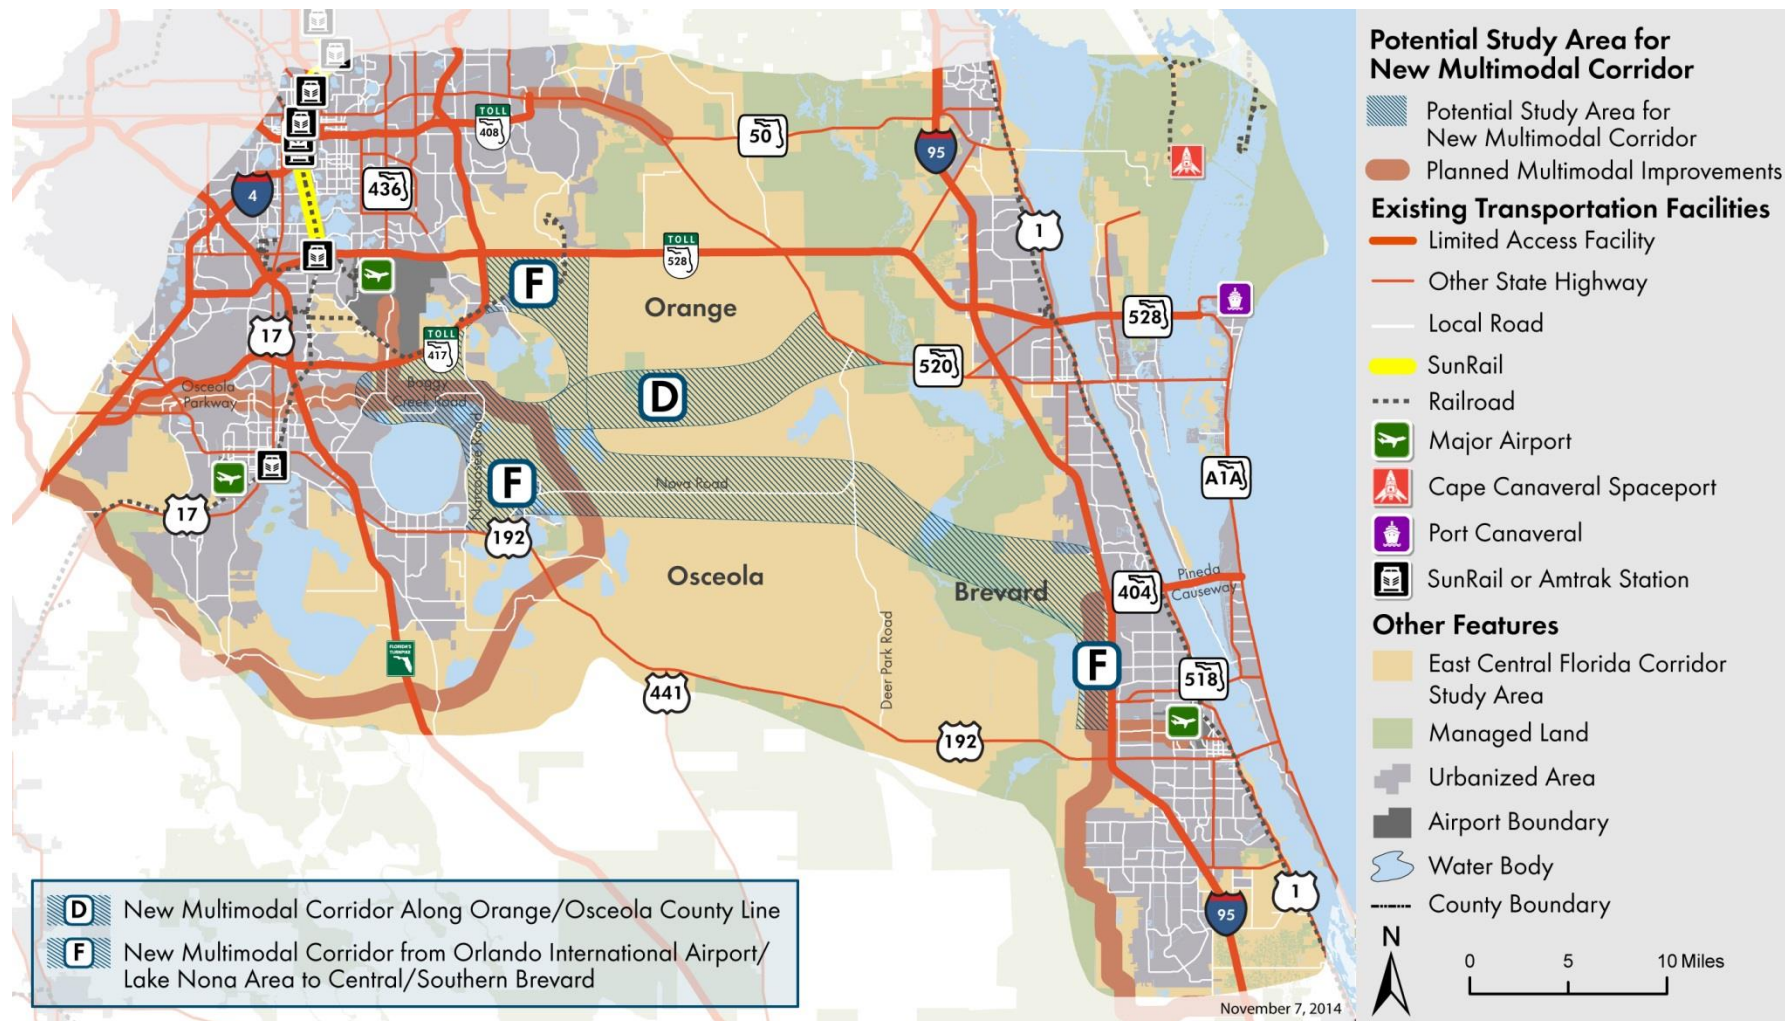 TOLL
408
50
95
4
436
1
TOLL
528
F
Orange
17
528
TOLL
417
520
Osceola
Parkway
Boggy
Creek Road
D
Narcoossee Road
F
Nova Road
A1A
17
192
Osceola
Brevard
404
Pineda
Causeway
FLORIDA'S
TURNPIKE
Deer Park Road
F
518
441
192
1
95
D
New Multimodal Corridor Along Orange/Osceola County Line
F
New Multimodal Corridor from Orlando International Airport/
Lake Nona Area to Central/Southern Brevard
November 7, 2014
Potential Study Area for
New Multimodal Corridor
Potential Study Area for
New Multimodal Corridor
Planned Multimodal Improvements
Existing Transportation Facilities
Limited Access Facility
Other State Highway
Local Road
SunRail
Railroad
Major Airport
Cape Canaveral Spaceport
Port Canaveral
SunRail or Amtrak Station
Other Features
East Central Florida Corridor
Study Area
Managed Land
Urbanized Area
Airport Boundary
Water Body
County Boundary
N
0 5 10 Miles